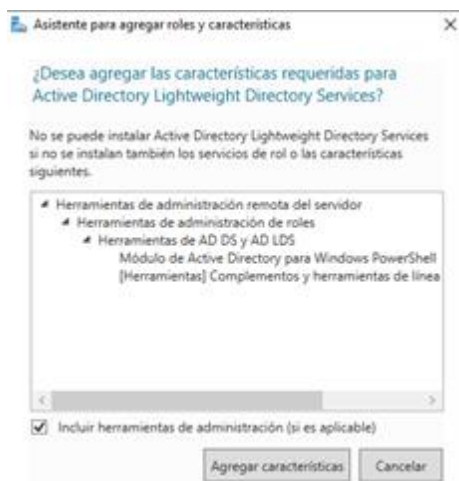 Asistente para agregar roles y características
¿Desea agregar las características requeridas para
Active Directory Lightweight Directory Services?
No se puede instalar Active Directory Lightweight Directory Services
si no se instalan también los servicios de rol o las características
siguientes.
Herramientas de administración remota del servidor
Herramientas de administración de roles
Herramientas de AD DS y AD LDS
Módulo de Active Directory para Windows PowerShell
[Herramientas] Complementos y herramientas de línea
Incluir herramientas de administración (si es aplicable)
Agregar características
Cancelar